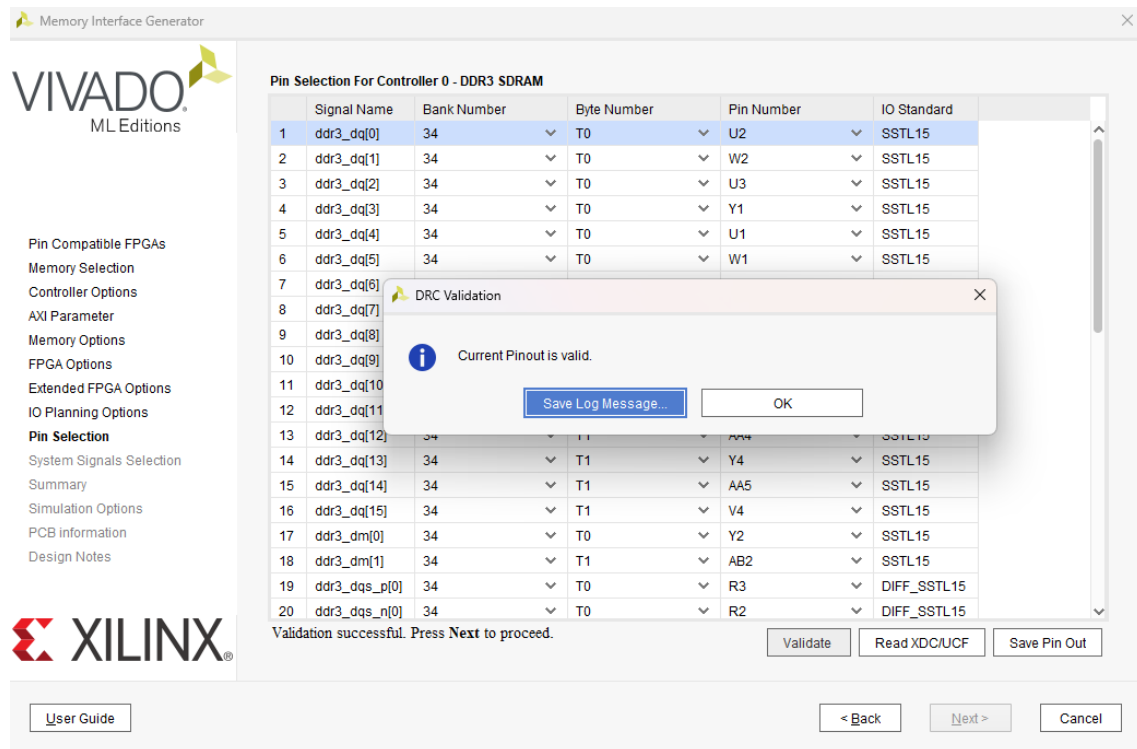 Memory Interface Generator
VIVADO
ML Editions
Pin Compatible FPGAs
Memory Selection
Controller Options
AXI Parameter
Memory Options
FPGA Options
Extended FPGA Options
IO Planning Options
Pin Selection
System Signals Selection
Summary
Simulation Options
PCB information
Design Notes
XILINX®
Pin Selection For Controller 0 - DDR3 SDRAM
Signal Name Bank Number Byte Number Pin Number IO Standard
1 ddr3_dq[0] 34 T0 U2 SSTL15
2 ddr3_dq[1] 34 T0 W2 SSTL15
3 ddr3_dq[2] 34 T0 U3 SSTL15
4 ddr3_dq[3] 34 T0 Y1 SSTL15
5 ddr3_dq[4] 34 T0 U1 SSTL15
6 ddr3_dq[5] 34 T0 W1 SSTL15
7 ddr3_dq[6]
8 ddr3_dq[7]
9 ddr3_dq[8]
10 ddr3_dq[9]
11 ddr3_dq[10
12 ddr3_dq[11
13 ddr3_dq[12] 34 T1 AA4 SSTL15
14 ddr3_dq[13] 34 T1 Y4 SSTL15
15 ddr3_dq[14] 34 T1 AA5 SSTL15
16 ddr3_dq[15] 34 T1 V4 SSTL15
17 ddr3_dm[0] 34 T0 Y2 SSTL15
18 ddr3_dm[1] 34 T1 AB2 SSTL15
19 ddr3_dqs_p[0] 34 T0 R3 DIFF_SSTL15
20 ddr3_dqs_n[0] 34 T0 R2 DIFF_SSTL15
DRC Validation
Current Pinout is valid.
Save Log Message... OK
Validation successful. Press Next to proceed.
Validate Read XDC/UCF Save Pin Out
User Guide < Back Next > Cancel